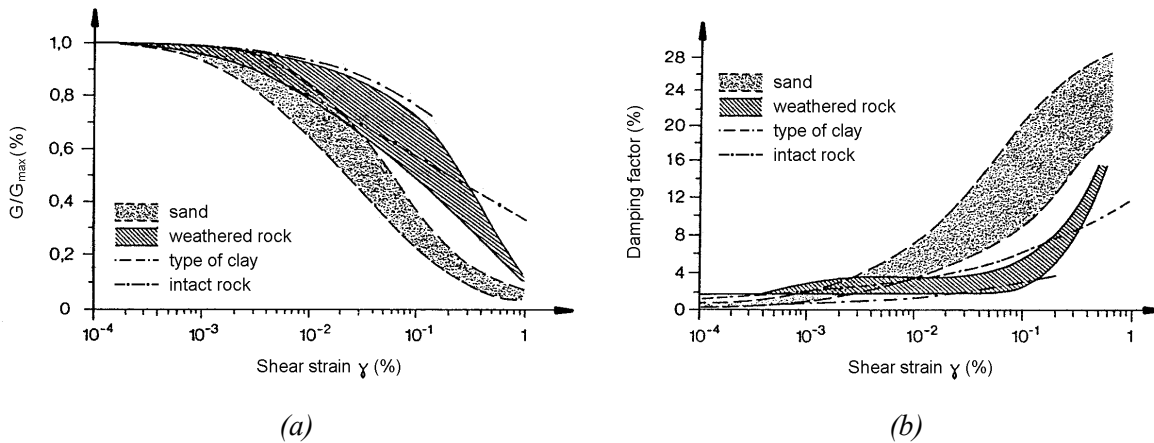 G/Gmax (%)
1,0
0,8
0,6
0,4
0,2
0
sand
weathered rock
type of clay
intact rock
10-4
10-3
10-2
10-1
1
Shear strain γ (%)
(a)
Damping factor (%)
28
24
20
16
12
8
4
0
sand
weathered rock
type of clay
intact rock
10-4
10-3
10-2
10-1
1
Shear strain γ (%)
(b)